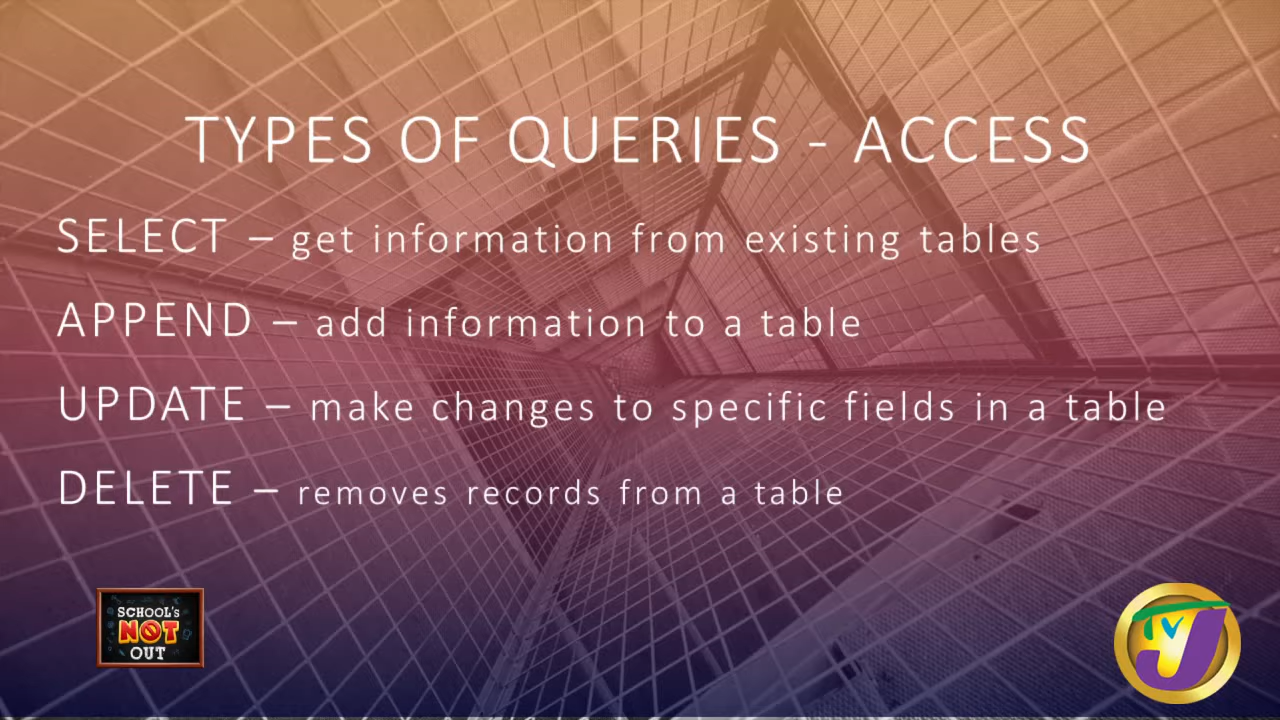 TYPES OF QUERIES - ACCESS
SELECT – get information from existing tables
APPEND – add information to a table
UPDATE – make changes to specific fields in a table
DELETE – removes records from a table
SCHOOL's
NOT
OUT
TVJ